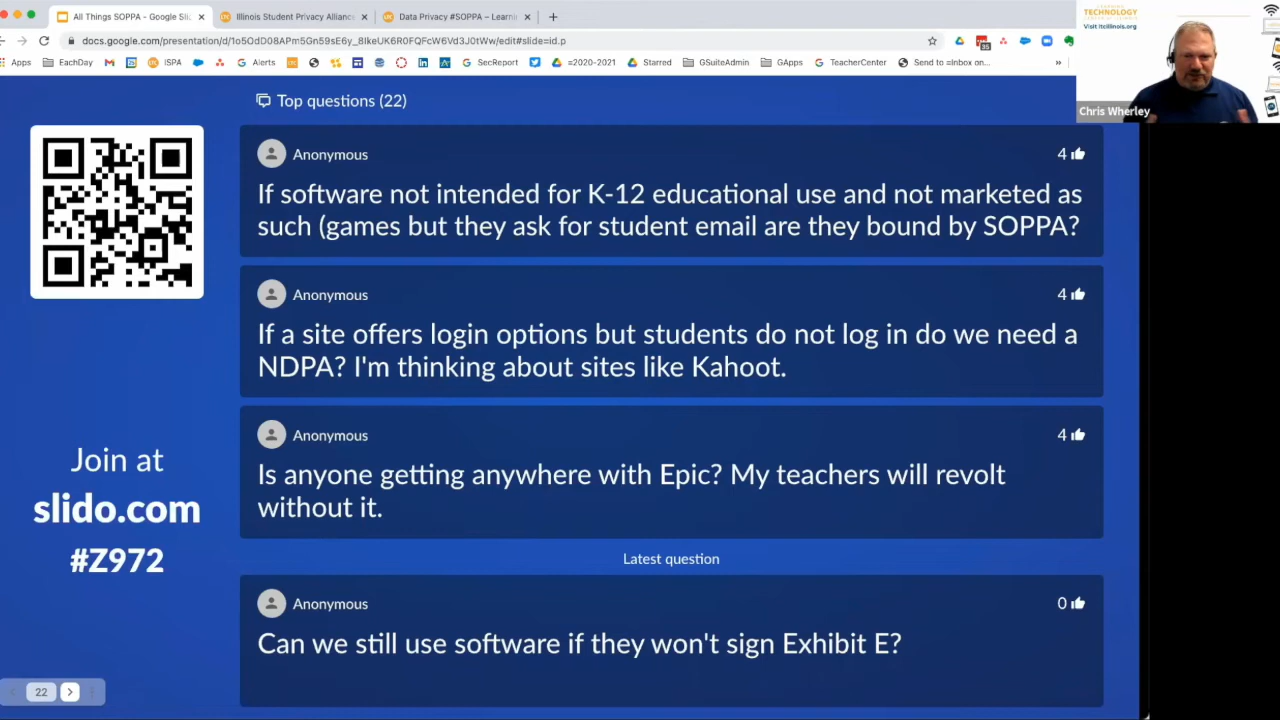 All Things SOPPA - Google Slid
Illinois Student Privacy Alliance
Data Privacy #SOPPA – Learnin
docs.google.com/presentation/d/1o5OdD08APm5Gn59sE6y_8IkeUK6R0FQFcW6Vd3J0tWw/edit#slide=id.p
35
Apps EachDay ISPA Alerts SecReport =2020-2021 Starred GSuiteAdmin GApps TeacherCenter Send to =Inbox on... »
TECHNOLOGY
Visit ltcillinois.org
Chris Wherley
Top questions (22)
Anonymous 4
If software not intended for K-12 educational use and not marketed as
such (games but they ask for student email are they bound by SOPPA?
Anonymous 4
If a site offers login options but students do not log in do we need a
NDPA? I'm thinking about sites like Kahoot.
Anonymous 4
Is anyone getting anywhere with Epic? My teachers will revolt
without it.
Latest question
Anonymous 0
Can we still use software if they won't sign Exhibit E?
Join at
slido.com
#Z972
22